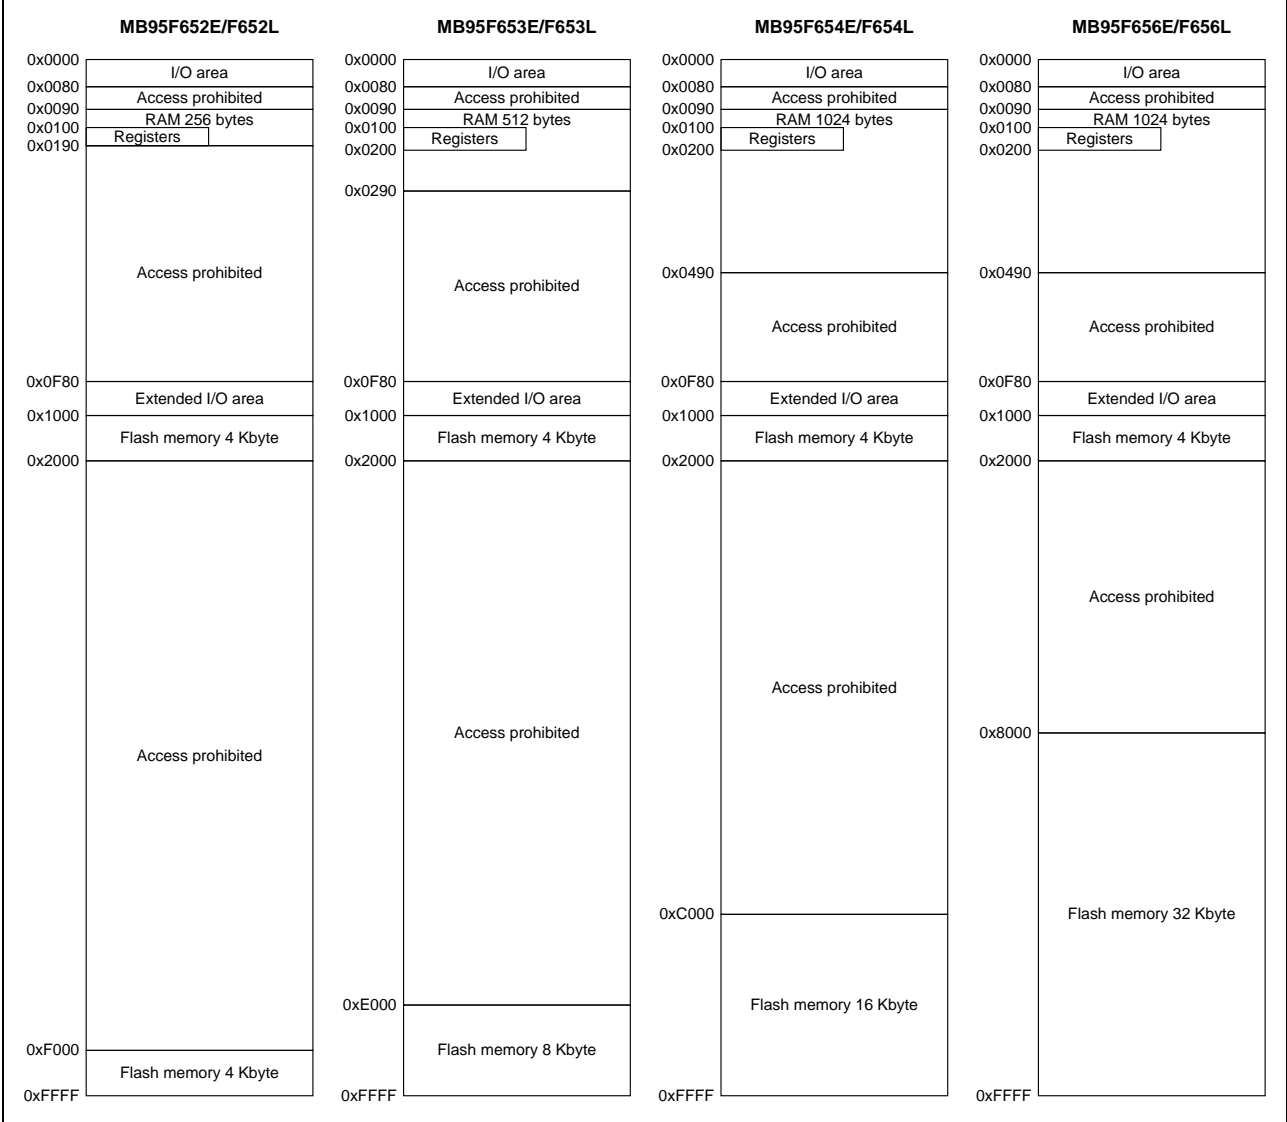 MB95F652E/F652L
0x0000
I/O area
0x0080
Access prohibited
0x0090
RAM 256 bytes
0x0100
Registers
0x0190
Access prohibited
0x0F80
Extended I/O area
0x1000
Flash memory 4 Kbyte
0x2000
Access prohibited
0xF000
Flash memory 4 Kbyte
0xFFFF
MB95F653E/F653L
0x0000
I/O area
0x0080
Access prohibited
0x0090
RAM 512 bytes
0x0100
Registers
0x0200
0x0290
Access prohibited
0x0F80
Extended I/O area
0x1000
Flash memory 4 Kbyte
0x2000
Access prohibited
0xE000
Flash memory 8 Kbyte
0xFFFF
MB95F654E/F654L
0x0000
I/O area
0x0080
Access prohibited
0x0090
RAM 1024 bytes
0x0100
Registers
0x0200
0x0490
Access prohibited
0x0F80
Extended I/O area
0x1000
Flash memory 4 Kbyte
0x2000
Access prohibited
0xC000
Flash memory 16 Kbyte
0xFFFF
MB95F656E/F656L
0x0000
I/O area
0x0080
Access prohibited
0x0090
RAM 1024 bytes
0x0100
Registers
0x0200
0x0490
Access prohibited
0x0F80
Extended I/O area
0x1000
Flash memory 4 Kbyte
0x2000
Access prohibited
0x8000
Flash memory 32 Kbyte
0xFFFF